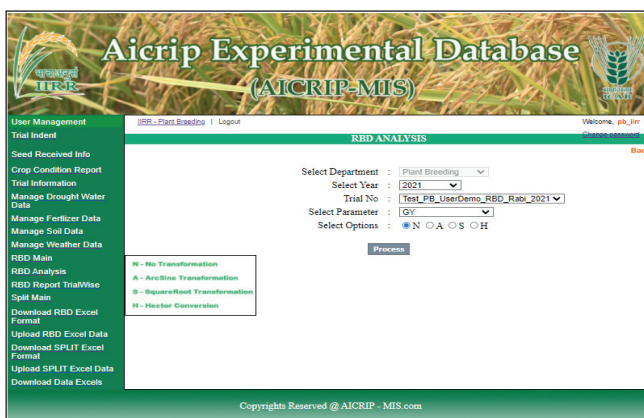 Aicrip Experimental Database
(AICRIP-MIS)
IIRR
User Management
Trial Indent
Seed Received Info
Crop Condition Report
Trial Information
Manage Drought Water
Data
Manage Fertlizer Data
Manage Soil Data
Manage Weather Data
RBD Main
RBD Analysis
RBD Report TrialWise
Split Main
Download RBD Excel
Format
Upload RBD Excel Data
Download SPLIT Excel
Format
Upload SPLIT Excel Data
Download Data Excels
IIRR - Plant Breeding | Logout
Welcome, pb_iirr
Change password
RBD ANALYSIS
Bac
Select Department : Plant Breeding
Select Year : 2021
Trial No : Test_PB_UserDemo_RBD_Rabi_2021
Select Parameter : GY
Select Options : N A S H
Process
N - No Transformation
A - ArcSine Transformation
S - SquareRoot Transformation
H - Hector Conversion
Copyrights Reserved @ AICRIP - MIS.com